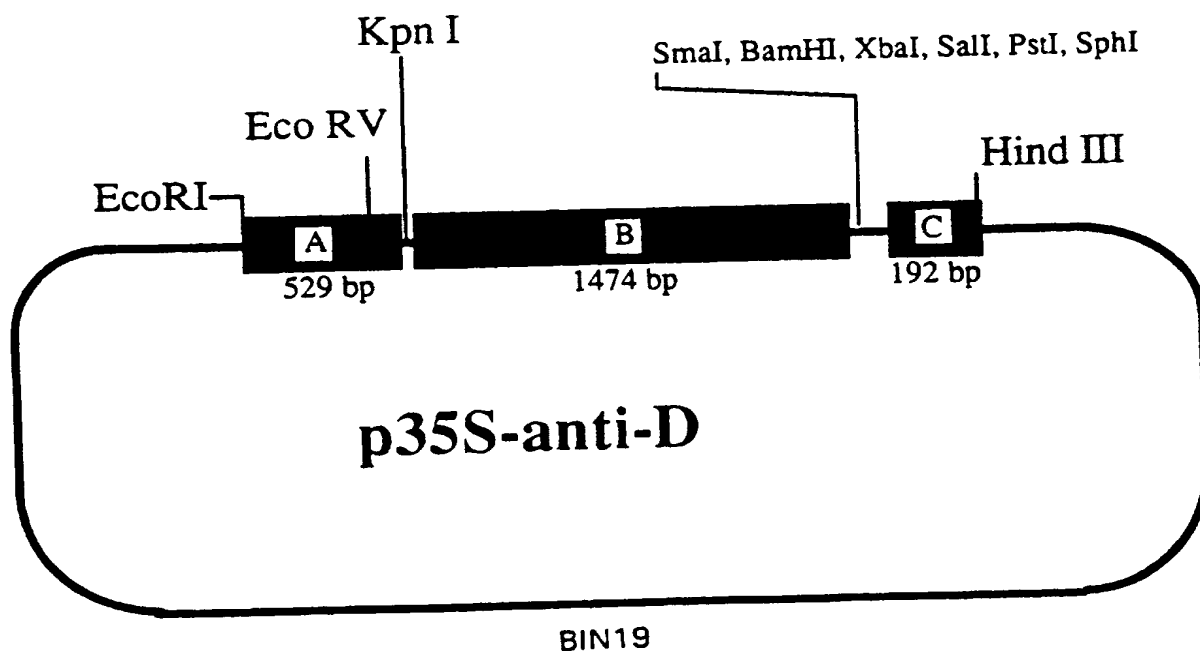 Kpn I
SmaI, BamHI, XbaI, SalI, PstI, SphI
Eco RV
Hind III
EcoRI
A
B
C
529 bp
1474 bp
192 bp
p35S-anti-D
BIN19